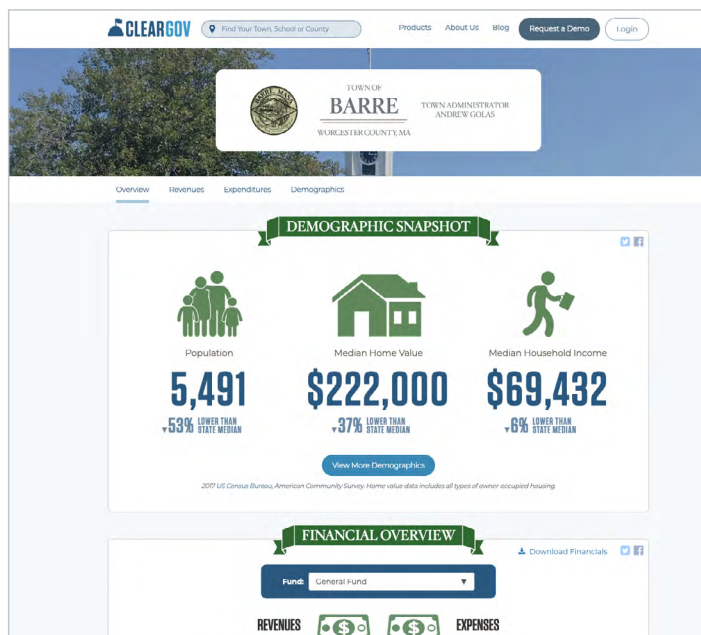 CLEARGOV
Find Your Town, School or County
Products About Us Blog Request a Demo Login
BARRE, MASS.
TOWN OF
BARRE
WORCESTER COUNTY, MA
TOWN ADMINISTRATOR
ANDREW GOLAS
Overview Revenues Expenditures Demographics
DEMOGRAPHIC SNAPSHOT
Population
5,491
▼53% LOWER THAN
STATE MEDIAN
Median Home Value
$222,000
▼37% LOWER THAN
STATE MEDIAN
Median Household Income
$69,432
▼6% LOWER THAN
STATE MEDIAN
View More Demographics
2017 US Census Bureau, American Community Survey. Home value data includes all types of owner-occupied housing.
FINANCIAL OVERVIEW
Download Financials
Fund: General Fund
REVENUES EXPENSES